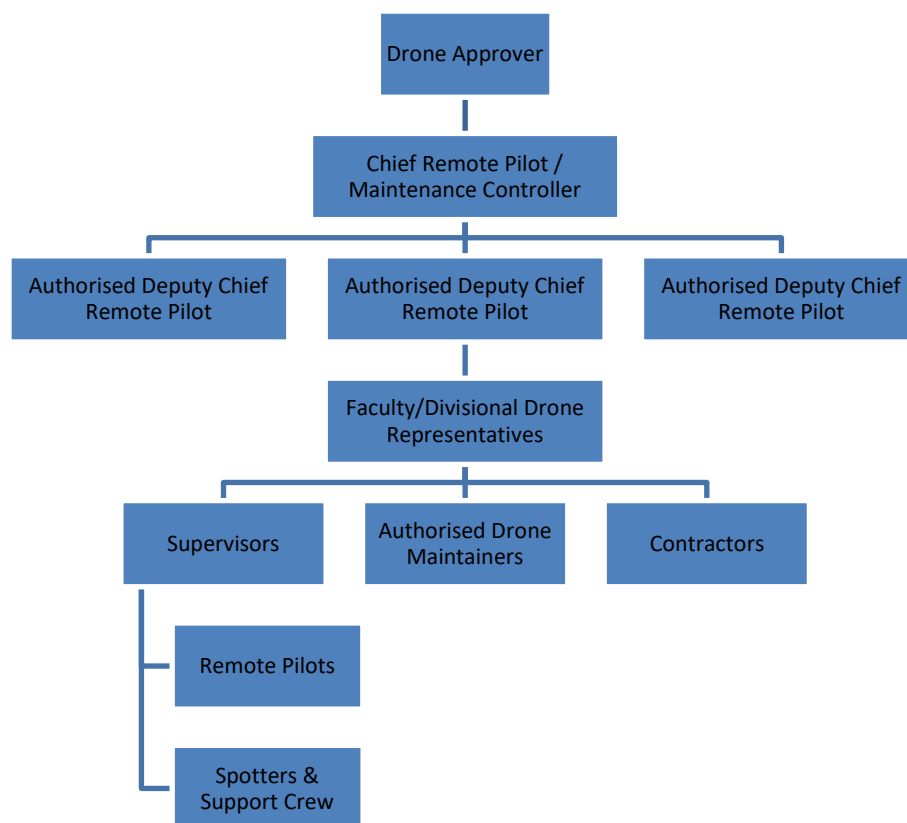 Drone Approver
Chief Remote Pilot /
Maintenance Controller
Authorised Deputy Chief
Remote Pilot
Authorised Deputy Chief
Remote Pilot
Authorised Deputy Chief
Remote Pilot
Faculty/Divisional Drone
Representatives
Supervisors
Authorised Drone
Maintainers
Contractors
Remote Pilots
Spotters &
Support Crew